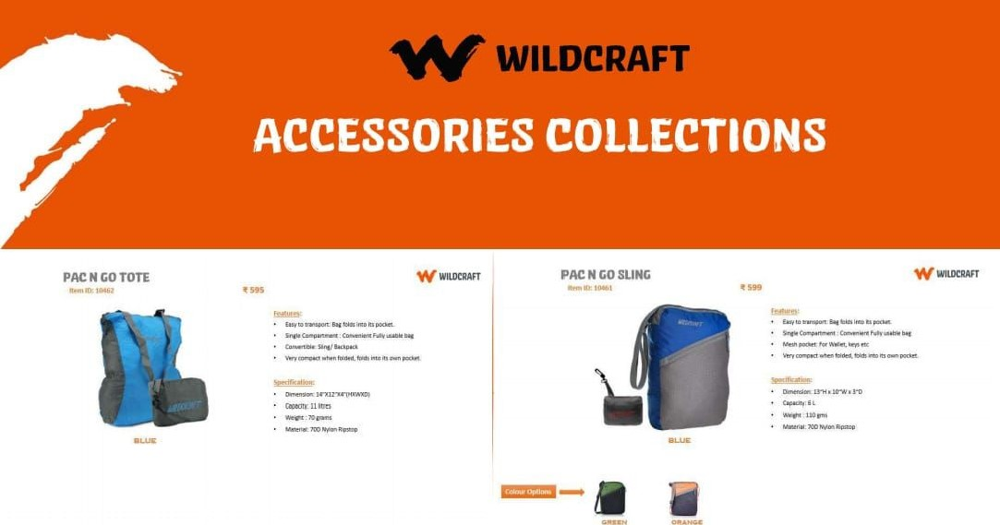 WILDCRAFT
ACCESSORIES COLLECTIONS
PAC N GO TOTE
Item ID: 10462
₹ 595
WILDCRAFT
Features:
• Easy to transport: Bag folds into its pocket.
• Single Compartment : Convenient Fully usable bag
• Convertible: Sling/ Backpack
• Very compact when folded, folds into its own pocket.
Specification:
• Dimension: 14"X12"X4"(HXWXD)
• Capacity: 11 litres
• Weight : 70 grams
• Material: 70D Nylon Ripstop
WILDCRAFT
BLUE
PAC N GO SLING
Item ID: 10461
₹ 599
WILDCRAFT
Features:
• Easy to transport: Bag folds into its pocket.
• Single Compartment : Convenient Fully usable bag
• Mesh pocket: For Wallet, keys etc
• Very compact when folded, folds into its own pocket.
Specification:
• Dimension: 13"H x 10"W x 3"D
• Capacity: 6 L
• Weight : 110 gms
• Material: 70D Nylon Ripstop
WILDCRAFT
BLUE
Colour Options
GREEN
ORANGE